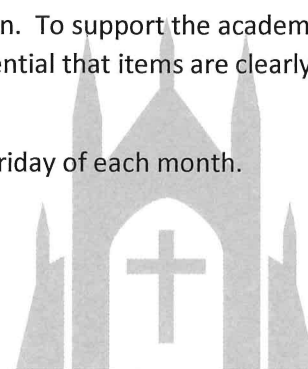 n. To support the academ
ential that items are clearly
riday of each month.